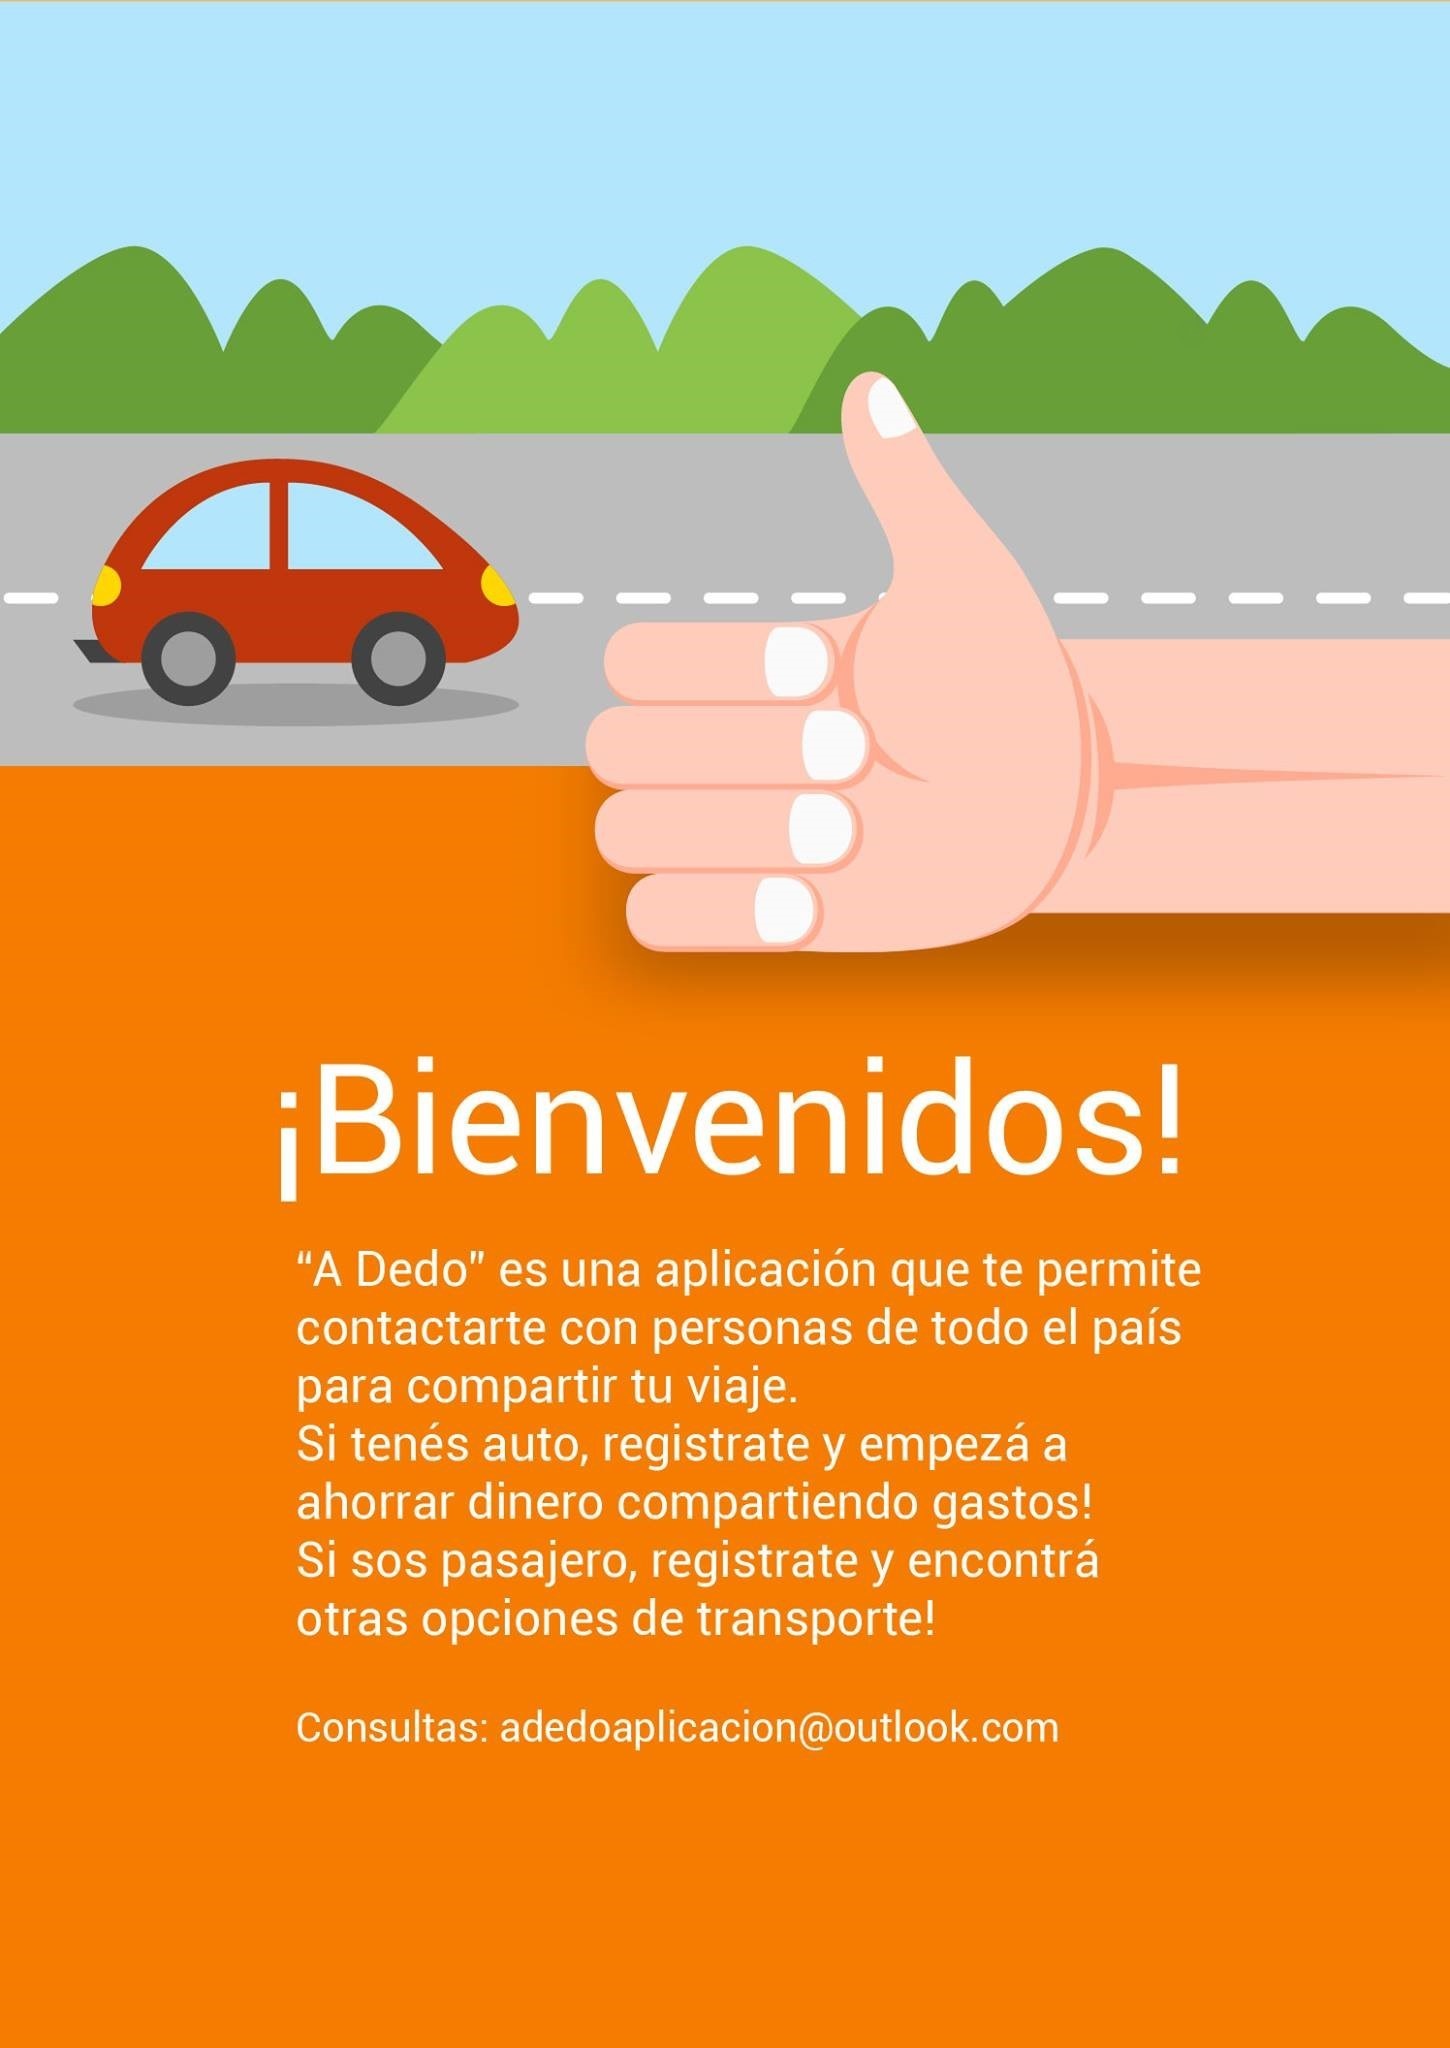 ¡Bienvenidos!
“A Dedo” es una aplicación que te permite
contactarte con personas de todo el país
para compartir tu viaje.
Si tenés auto, registrate y empezá a
ahorrar dinero compartiendo gastos!
Si sos pasajero, registrate y encontrá
otras opciones de transporte!
Consultas: adedoaplicacion@outlook.com